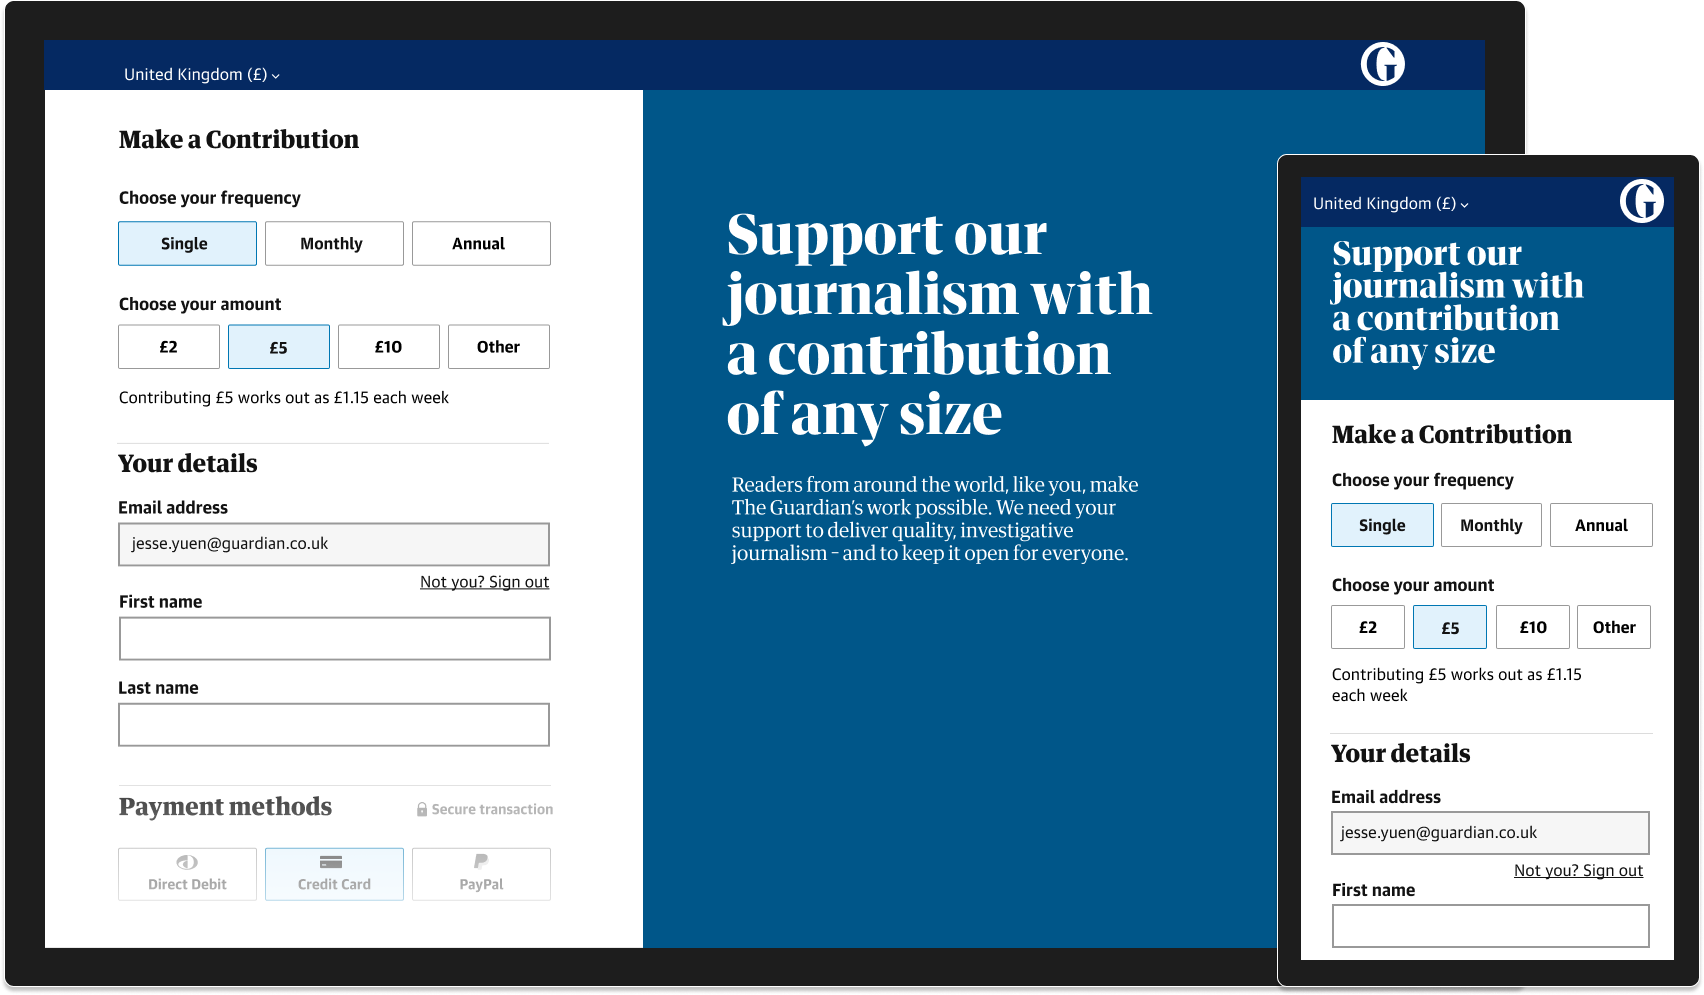 United Kingdom (£)
G
Make a Contribution
Choose your frequency
Single Monthly Annual
Choose your amount
£2 £5 £10 Other
Contributing £5 works out as £1.15 each week
Your details
Email address
jesse.yuen@guardian.co.uk
Not you? Sign out
First name
Last name
Payment methods
Secure transaction
Direct Debit Credit Card PayPal
Support our
journalism with
a contribution
of any size
Readers from around the world, like you, make
The Guardian's work possible. We need your
support to deliver quality, investigative
journalism – and to keep it open for everyone.
United Kingdom (£)
G
Support our
journalism with
a contribution
of any size
Make a Contribution
Choose your frequency
Single Monthly Annual
Choose your amount
£2 £5 £10 Other
Contributing £5 works out as £1.15
each week
Your details
Email address
jesse.yuen@guardian.co.uk
Not you? Sign out
First name